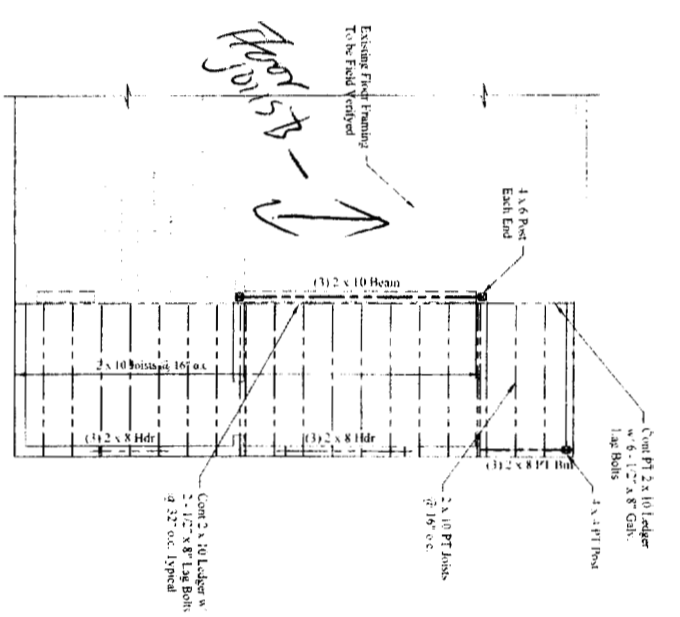 Floor
Joists -
Existing Floor Framing
To be Field Verifyed
4 x 6 Post
Each End
(3) 2 x 10 Beam
2 x 10 Joists @ 16" o.c.
(3) 2 x 8 Hdr
(3) 2 x 8 Hdr
(3) 2 x 8 PT Bm
Cont PT 2 x 10 Ledger
w/ 6 - 1/2" x 8" Galv.
Lag Bolts
4 x 4 PT Post
2 x 10 PT Joists
@ 16" o.c.
Cont 2 x 10 Ledger w/
2 - 1/2" x 8" Lag Bolts
@ 32" o.c. Typical